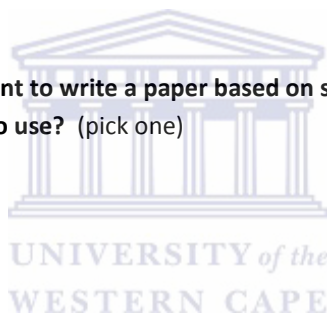 nt to write a paper based on s
o use? (pick one)
UNIVERSITY of the
WESTERN CAPE